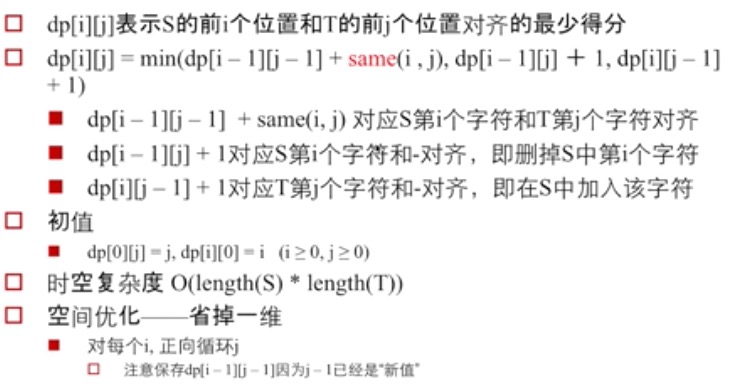 dp[i][j]表示S的前i个位置和T的前j个位置对齐的最少得分
dp[i][j] = min(dp[i – 1][j – 1] + same(i , j), dp[i – 1][j] ＋ 1, dp[i][j – 1]
+ 1)
dp[i – 1][j – 1] + same(i, j) 对应S第i个字符和T第j个字符对齐
dp[i – 1][j] + 1对应S第i个字符和-对齐，即删掉S中第i个字符
dp[i][j – 1] + 1对应T第j个字符和-对齐，即在S中加入该字符
初值
dp[0][j] = j, dp[i][0] = i (i ≥ 0, j ≥ 0)
时空复杂度 O(length(S) * length(T))
空间优化——省掉一维
对每个i, 正向循环j
注意保存dp[i – 1][j – 1]因为j – 1已经是“新值”